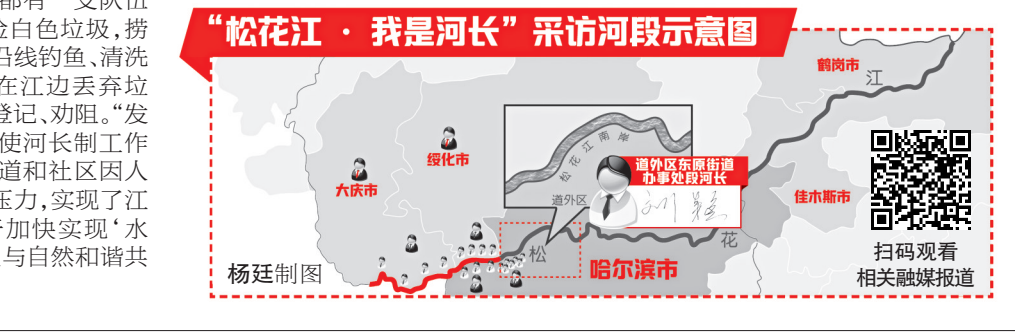 都有一支队伍
捡白色垃圾,捞
沿线钓鱼、清洗
在江边丢弃垃
登记、劝阻。“发
使河长制工作
道和社区因人
压力,实现了江
加快实现‘水
与自然和谐共
“松花江 · 我是河长”采访河段示意图
鹤岗市
江
绥化市
大庆市
松花江南岸
道外区
道外区东原街道
办事处段河长
佳木斯市
花
松
哈尔滨市
杨廷制图
扫码观看
相关融媒报道